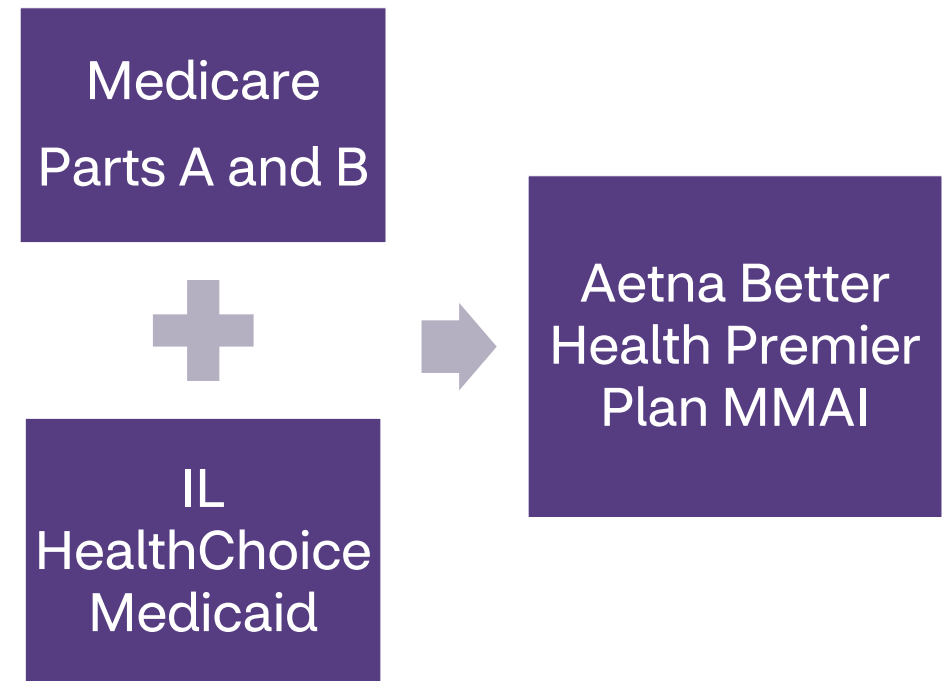 Medicare
Parts A and B
IL
HealthChoice
Medicaid
Aetna Better
Health Premier
Plan MMAI